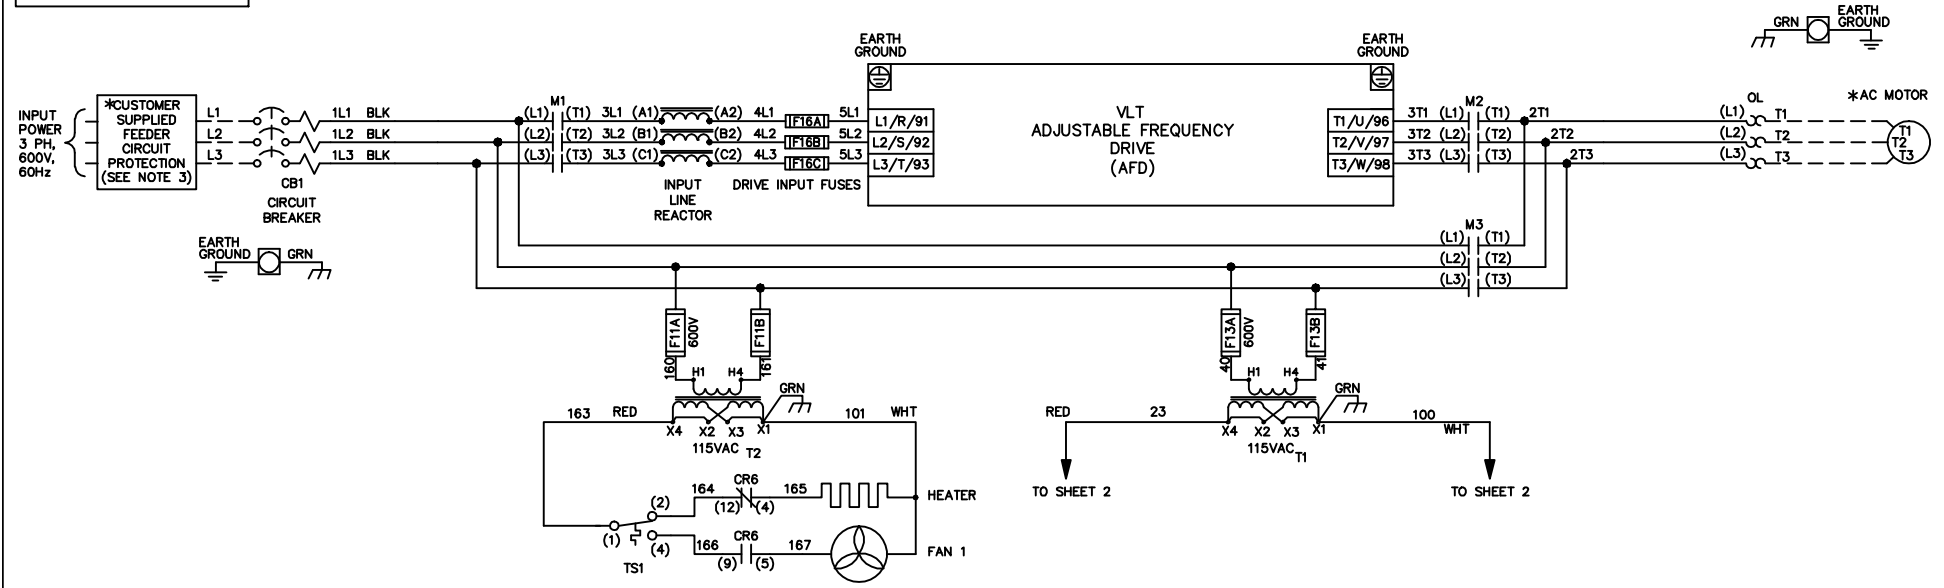 INPUT
POWER
3 PH,
600V,
60Hz
*CUSTOMER
SUPPLIED
FEEDER
CIRCUIT
PROTECTION
(SEE NOTE 3)
L1
L2
L3
CB1
CIRCUIT
BREAKER
1L1 BLK
1L2 BLK
1L3 BLK
EARTH
GROUND
GRN
M1
(L1) (T1) 3L1 (A1) (A2) 4L1 F16A 5L1
(L2) (T2) 3L2 (B1) (B2) 4L2 F16B 5L2
(L3) (T3) 3L3 (C1) (C2) 4L3 F16C 5L3
INPUT
LINE
REACTOR
DRIVE INPUT FUSES
EARTH
GROUND
EARTH
GROUND
L1/R/91
L2/S/92
L3/T/93
VLT
ADJUSTABLE FREQUENCY
DRIVE
(AFD)
T1/U/96
T2/V/97
T3/W/98
M2
3T1 (L1) (T1) 2T1
3T2 (L2) (T2) 2T2
3T3 (L3) (T3) 2T3
M3
(L1) (T1)
(L2) (T2)
(L3) (T3)
GRN
EARTH
GROUND
OL
(L1) T1
(L2) T2
(L3) T3
*AC MOTOR
T1
T2
T3
F11A
600V
F11B
160
161
H1 H4
GRN
163 RED
101 WHT
X4 X2 X3 X1
115VAC T2
F13A
600V
F13B
40
41
H1 H4
GRN
RED 23
100
WHT
X4 X2 X3 X1
115VAC T1
TO SHEET 2
TO SHEET 2
CR6
164 165
(2)
(12) (4)
HEATER
(1)
(4)
TS1
CR6
166 167
(9) (5)
FAN 1